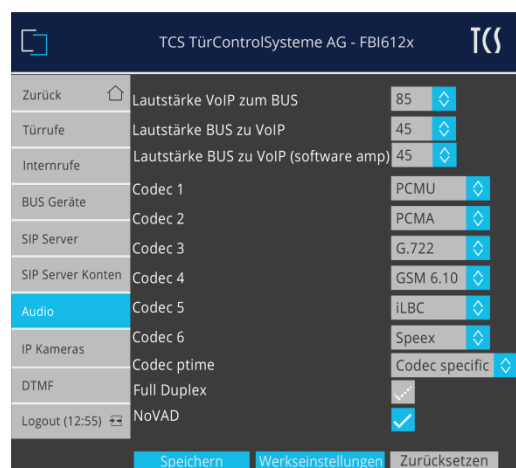 TCS TürControlSysteme AG - FBI612x
TCS
Zurück
Türrufe
Internrufe
BUS Geräte
SIP Server
SIP Server Konten
Audio
IP Kameras
DTMF
Logout (12:55)
Lautstärke VoIP zum BUS 85
Lautstärke BUS zu VoIP 45
Lautstärke BUS zu VoIP (software amp) 45
Codec 1 PCMU
Codec 2 PCMA
Codec 3 G.722
Codec 4 GSM 6.10
Codec 5 iLBC
Codec 6 Speex
Codec ptime Codec specific
Full Duplex
NoVAD
Speichern Werkseinstellungen Zurücksetzen